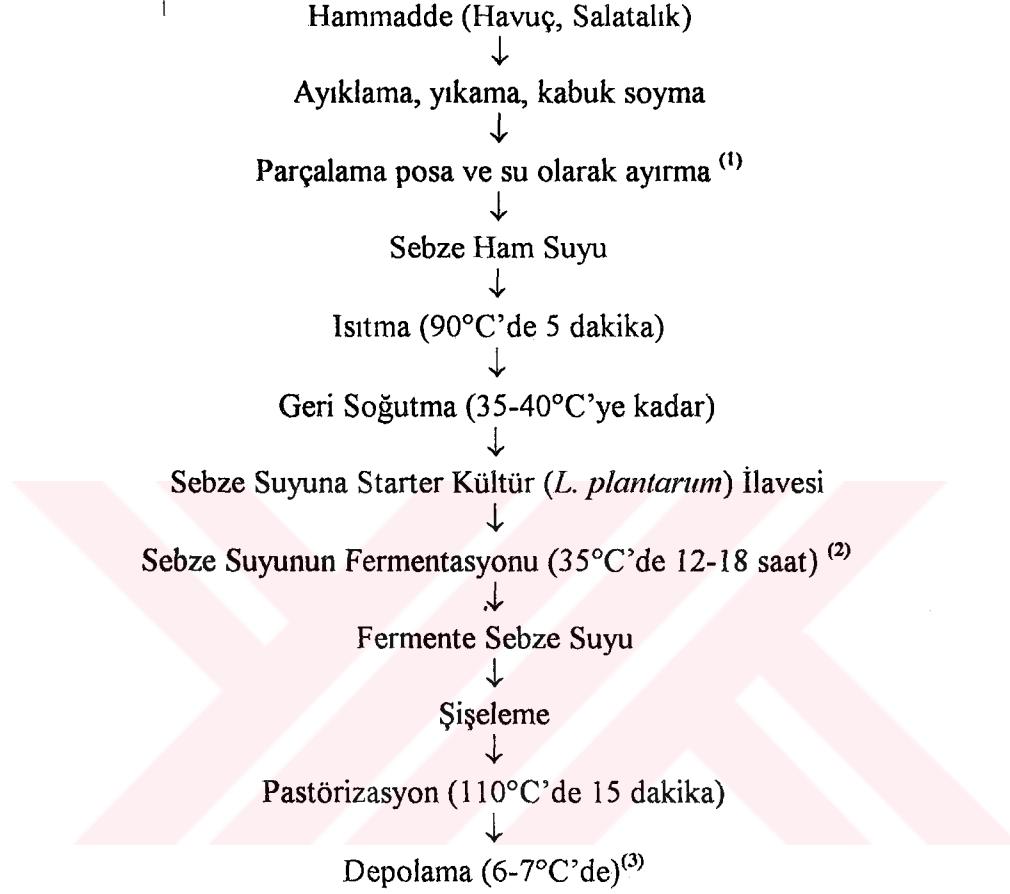 Hammadde (Havuç, Salatalık)
↓
Ayıklama, yıkama, kabuk soyma
↓
Parçalama posa ve su olarak ayırma (1)
↓
Sebze Ham Suyu
↓
Isıtma (90°C’de 5 dakika)
↓
Geri Soğutma (35-40°C’ye kadar)
↓
Sebze Suyuna Starter Kültür (L. plantarum) İlavesi
↓
Sebze Suyunun Fermentasyonu (35°C’de 12-18 saat) (2)
↓
Fermente Sebze Suyu
↓
Şişeleme
↓
Pastörizasyon (110°C’de 15 dakika)
↓
Depolama (6-7°C’de)(3)